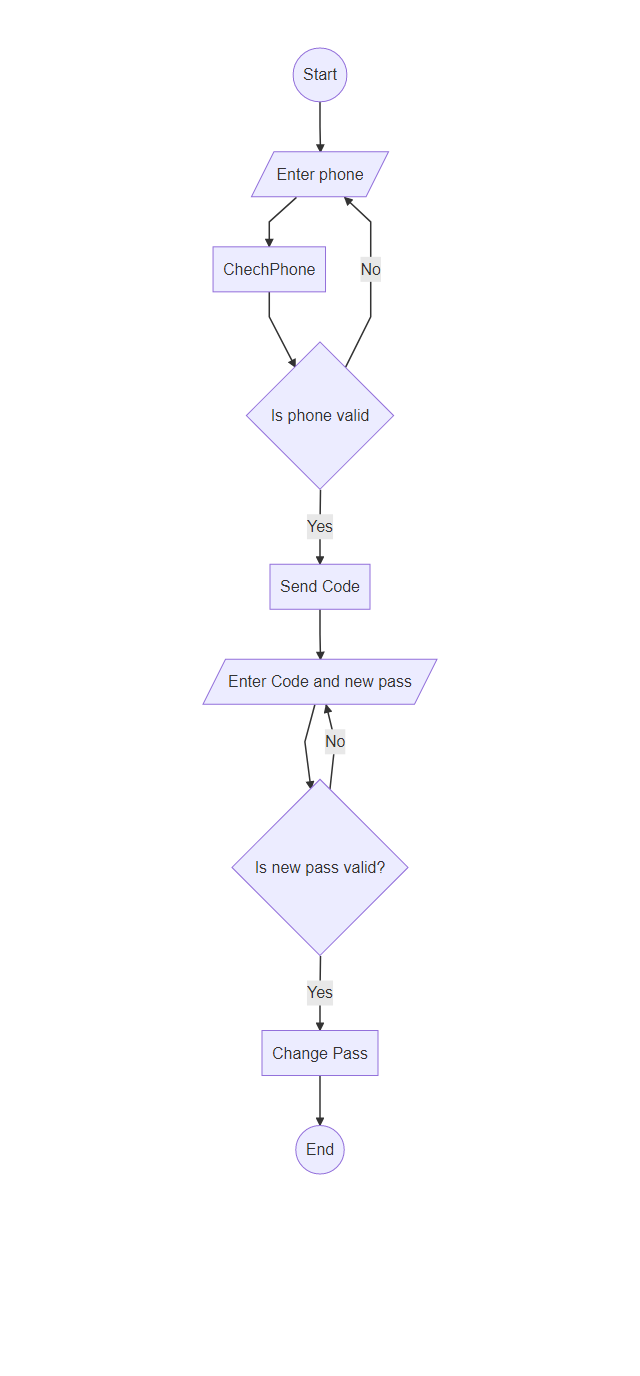 Start
Enter phone
ChechPhone
No
Is phone valid
Yes
Send Code
Enter Code and new pass
No
Is new pass valid?
Yes
Change Pass
End